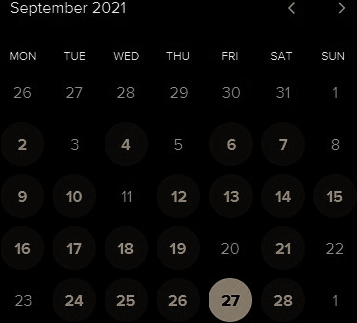 September 2021
MON TUE WED THU FRI SAT SUN
26 27 28 29 30 31 1
2 3 4 5 6 7 8
9 10 11 12 13 14 15
16 17 18 19 20 21 22
23 24 25 26 27 28 1